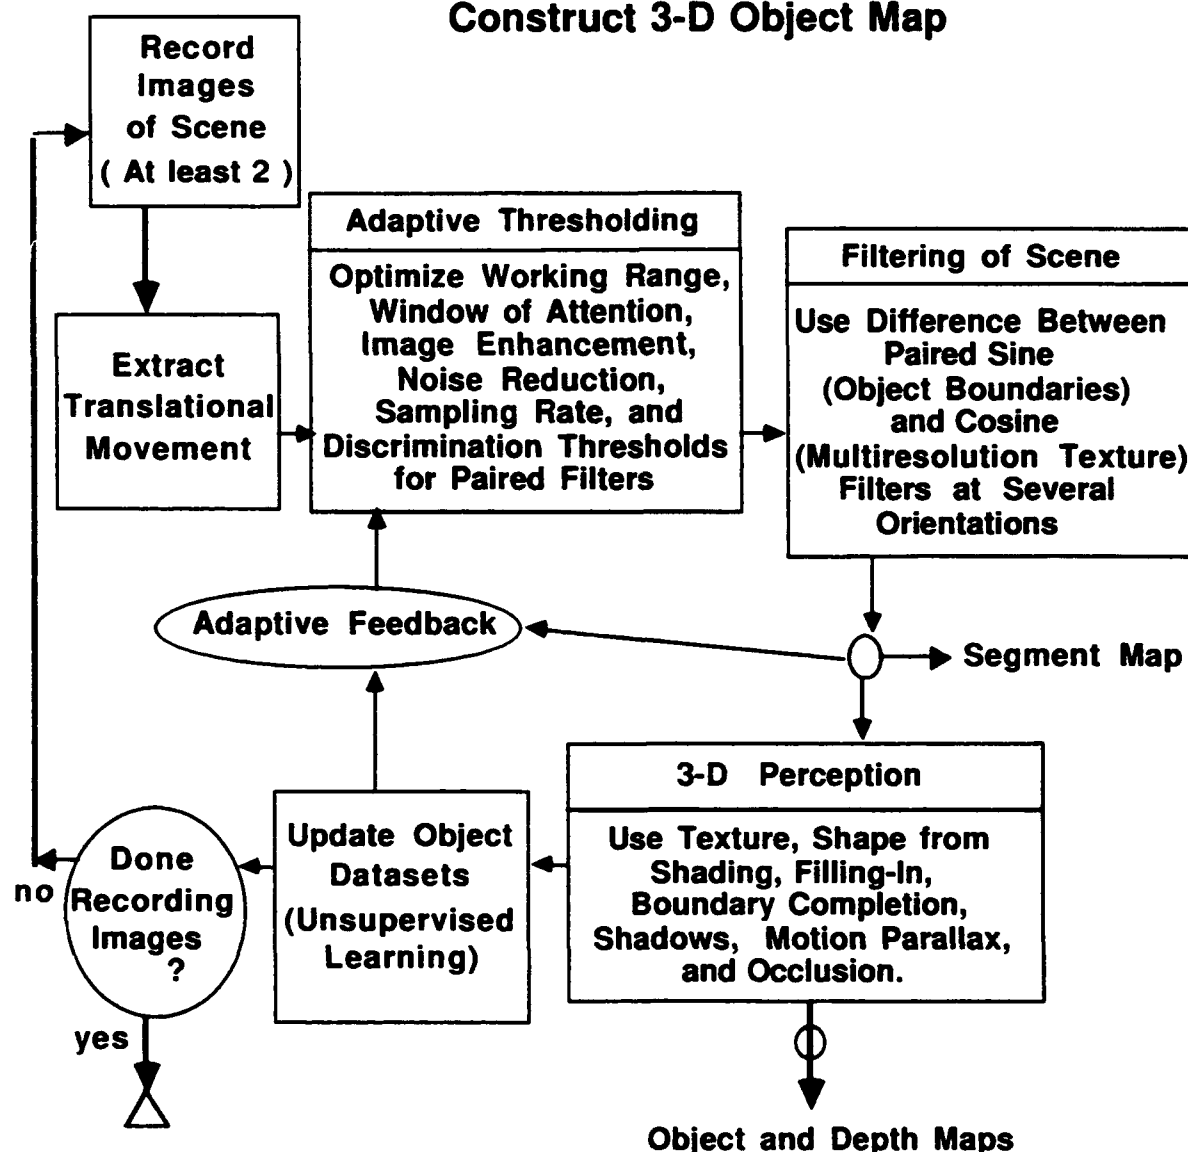 Construct 3-D Object Map
Record
Images
of Scene
( At least 2 )
Adaptive Thresholding
Optimize Working Range,
Window of Attention,
Image Enhancement,
Noise Reduction,
Sampling Rate, and
Discrimination Thresholds
for Paired Filters
Filtering of Scene
Use Difference Between
Paired Sine
(Object Boundaries)
and Cosine
(Multiresolution Texture)
Filters at Several
Orientations
Extract
Translational
Movement
Adaptive Feedback
Segment Map
3-D Perception
Use Texture, Shape from
Shading, Filling-In,
Boundary Completion,
Shadows, Motion Parallax,
and Occlusion.
Update Object
Datasets
(Unsupervised
Learning)
Done
Recording
Images
?
no
yes
Object and Depth Maps